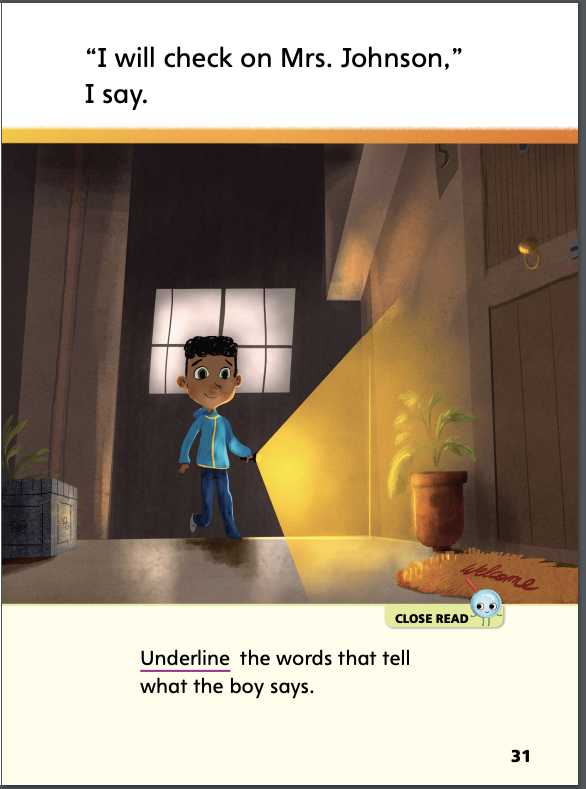 “I will check on Mrs. Johnson,”
I say.
Welcome
CLOSE READ
Underline the words that tell
what the boy says.
31